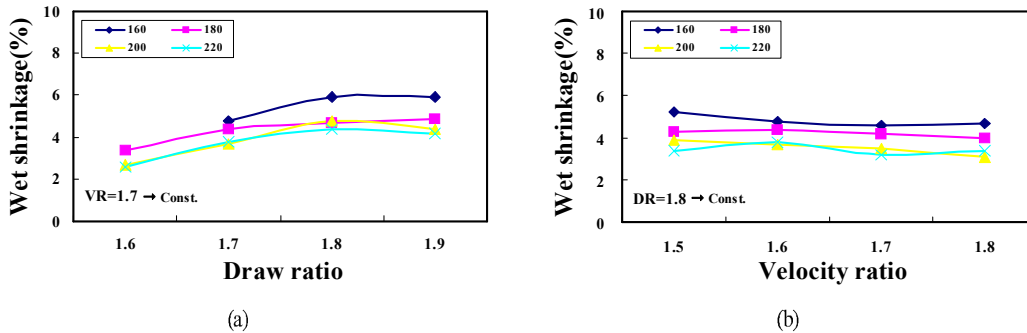 Wet shrinkage(%)
10
8
6
4
2
0
160 180
200 220
VR=1.7 → Const.
1.6 1.7 1.8 1.9
Draw ratio
(a)
Wet shrinkage(%)
10
8
6
4
2
0
160 180
200 220
DR=1.8 → Const.
1.5 1.6 1.7 1.8
Velocity ratio
(b)